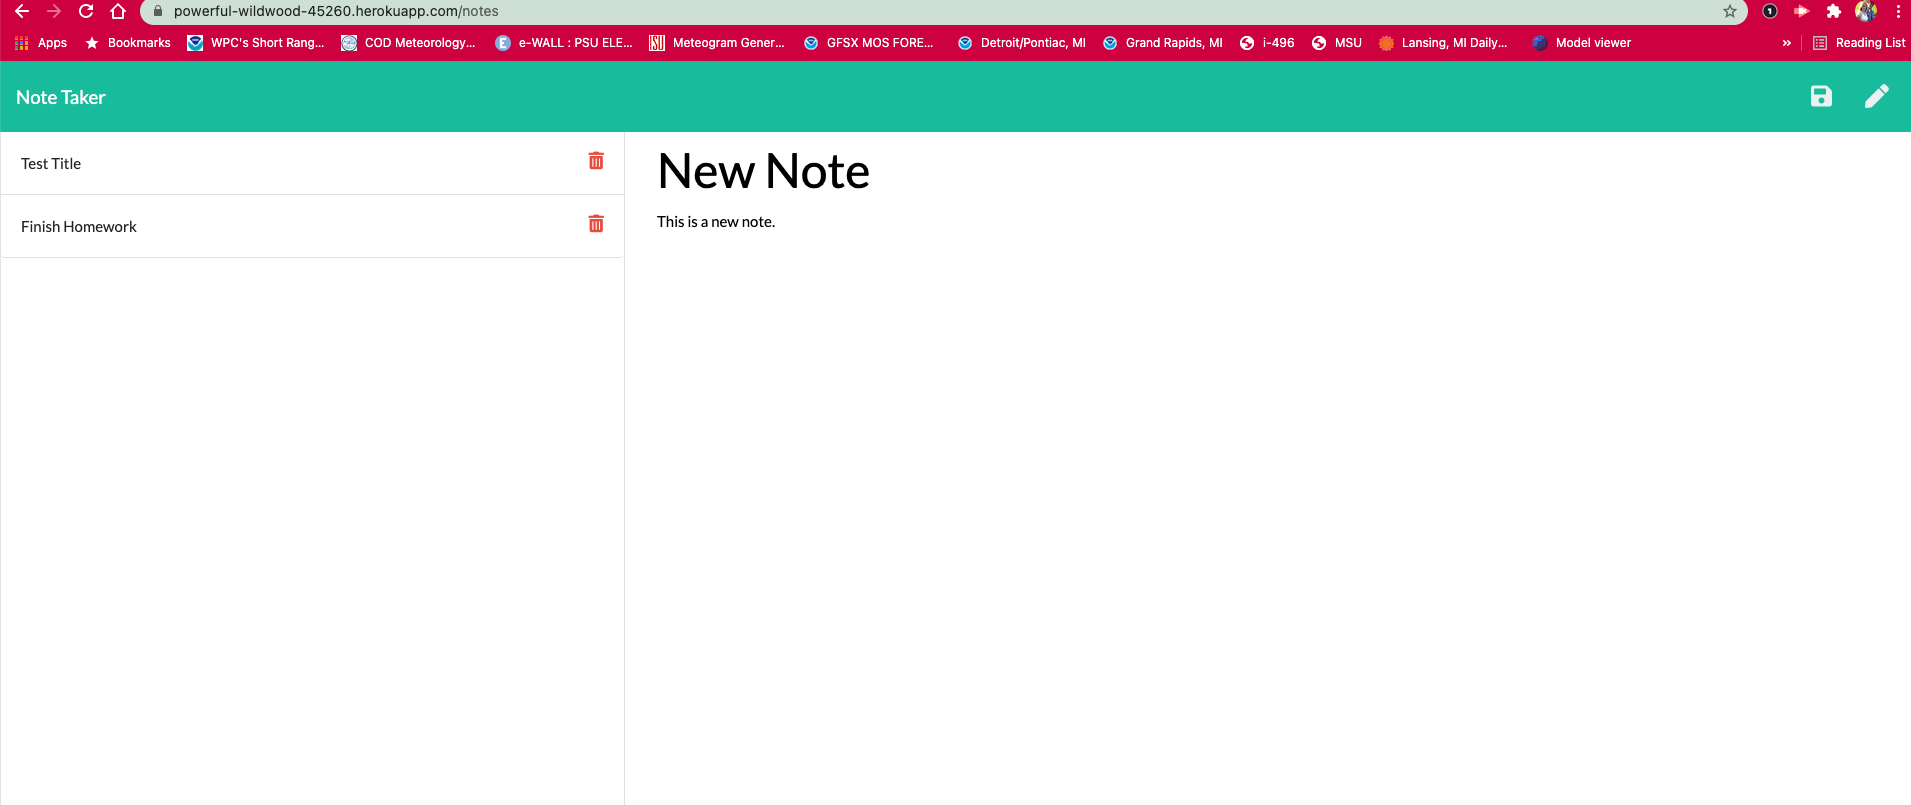 powerful-wildwood-45260.herokuapp.com/notes
1
Apps Bookmarks WPC's Short Rang... COD Meteorology... E e-WALL : PSU ELE... Meteogram Gener... GFSX MOS FORE... Detroit/Pontiac, MI Grand Rapids, MI i-496 MSU Lansing, MI Daily... Model viewer » Reading List
Note Taker
Test Title
Finish Homework
New Note
This is a new note.